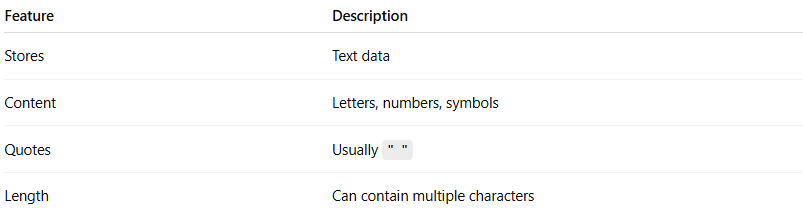 Feature Description
Stores Text data
Content Letters, numbers, symbols
Quotes Usually " "
Length Can contain multiple characters